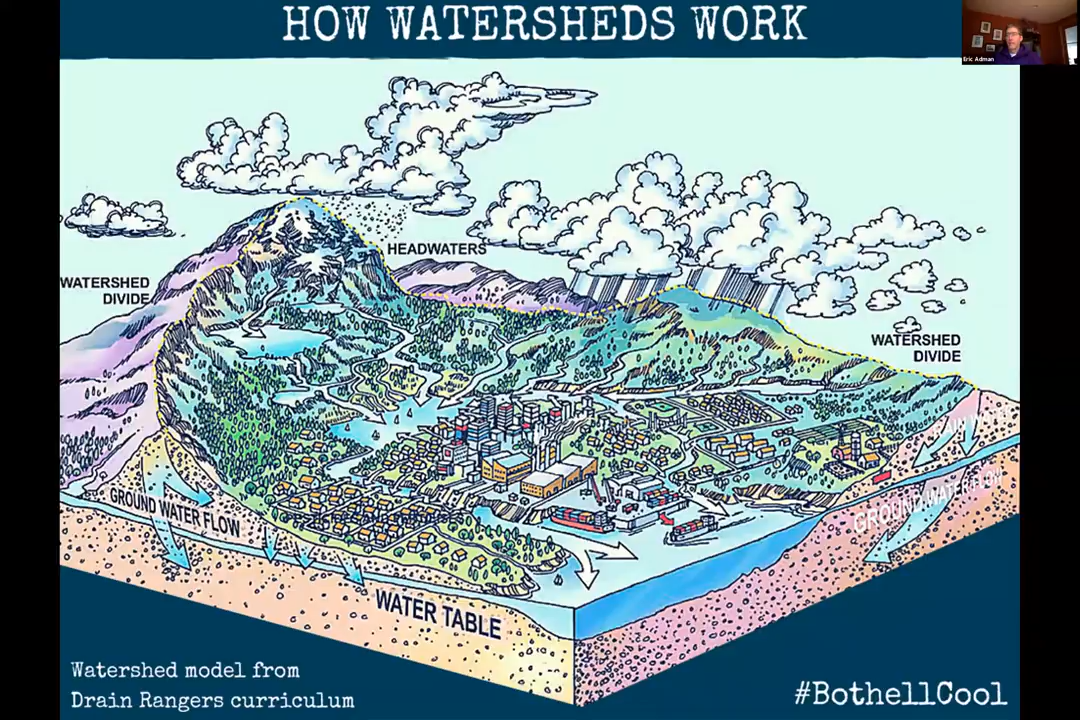 HOW WATERSHEDS WORK
Eric Adman
HEADWATERS
WATERSHED
DIVIDE
WATERSHED
DIVIDE
GROUND WATER FLOW
GROUND WATER FLOW
WATER TABLE
Watershed model from
Drain Rangers curriculum
#BothellCool